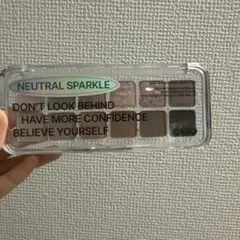 NEUTRAL SPARKLE
DON'T LOOK BEHIND
HAVE MORE CONFIDENCE
BELIEVE YOURSELF